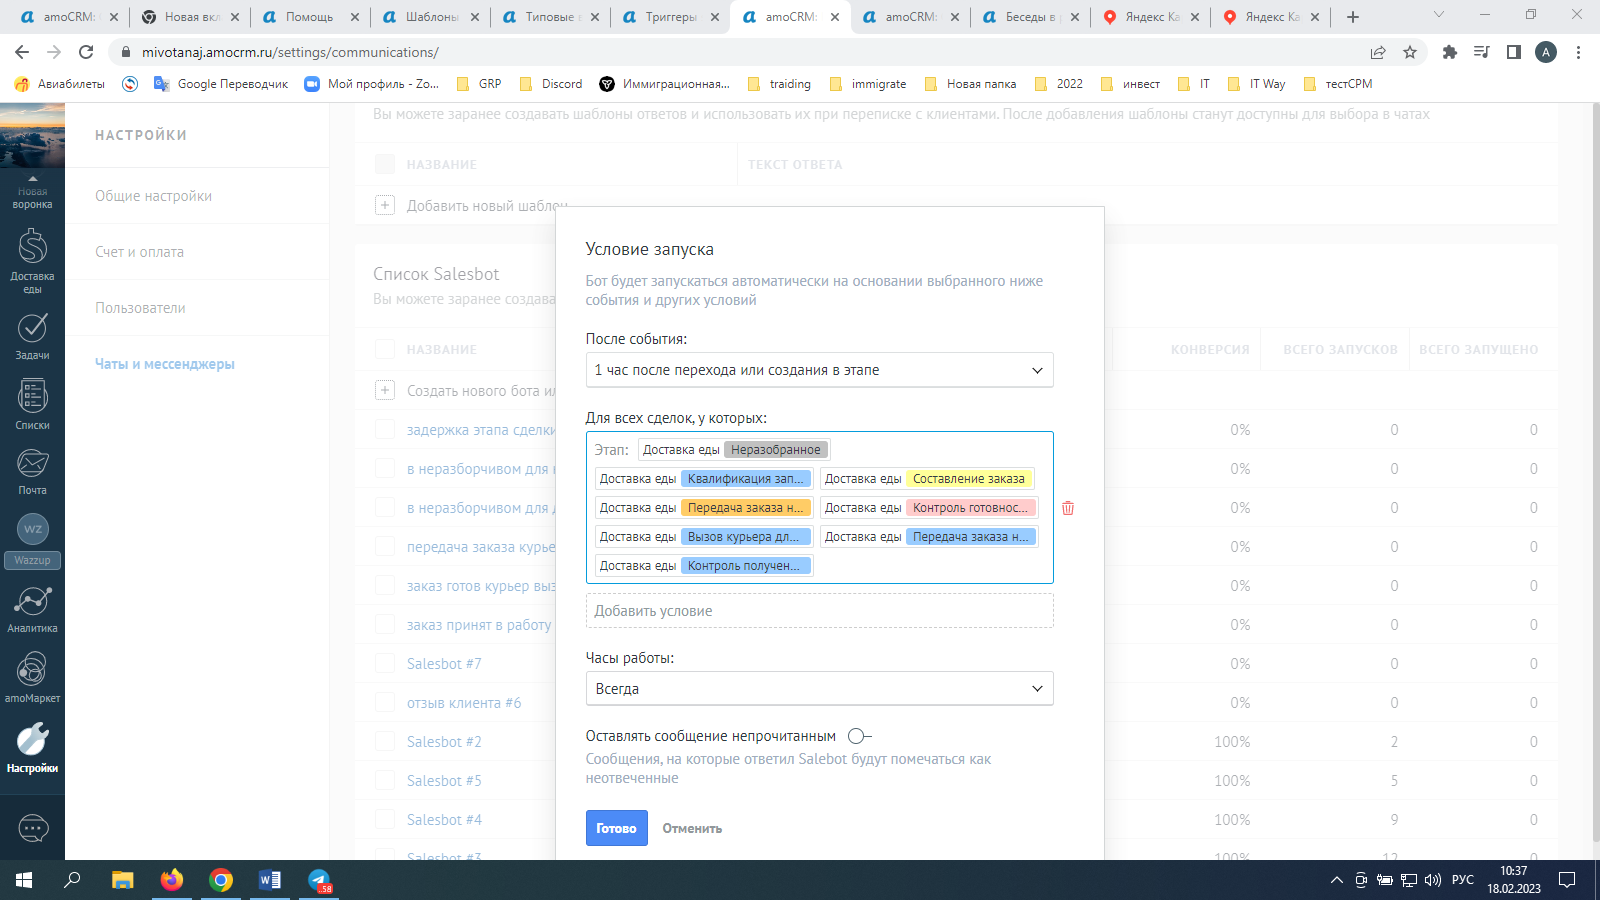 amoCRM:
Новая вкл
Помощь
Шаблоны
Типовые в
Триггеры
amoCRM:
amoCRM:
Беседы в р
Яндекс Ка
Яндекс Ка
mivotanaj.amocrm.ru/settings/communications/
A
Авиабилеты
Google Переводчик
Мой профиль - Zo...
GRP
Discord
Иммиграционная...
traiding
immigrate
Новая папка
2022
инвест
IT
IT Way
тестCPM
Новая воронка
Доставка еды
Задачи
Списки
Почта
WZ
Wazzup
Аналитика
amoМаркет
Настройки
НАСТРОЙКИ
Общие настройки
Счет и оплата
Пользователи
Чаты и мессенджеры
Вы можете заранее создавать шаблоны ответов и использовать их при переписке с клиентами. После добавления шаблоны станут доступны для выбора в чатах
НАЗВАНИЕ
ТЕКСТ ОТВЕТА
Добавить новый шаблон
Список Salesbot
Вы можете заранее создава
НАЗВАНИЕ
КОНВЕРСИЯ
ВСЕГО ЗАПУСКОВ
ВСЕГО ЗАПУЩЕНО
Создать нового бота ил
задержка этапа сделки
0% 0 0
в неразборчивом для к
0% 0 0
в неразборчивом для д
0% 0 0
передача заказа курье
0% 0 0
заказ готов курьер выз
0% 0 0
заказ принят в работу
0% 0 0
Salesbot #7
0% 0 0
отзыв клиента #6
0% 0 0
Salesbot #2
100% 2 0
Salesbot #5
100% 5 0
Salesbot #4
100% 9 0
Salesbot #3
100% 12 0
Условие запуска
Бот будет запускаться автоматически на основании выбранного ниже
события и других условий
После события:
1 час после перехода или создания в этапе
Для всех сделок, у которых:
Этап: Доставка еды Неразобранное
Доставка еды Квалификация зап... Доставка еды Составление заказа
Доставка еды Передача заказа н... Доставка еды Контроль готовнос...
Доставка еды Вызов курьера дл... Доставка еды Передача заказа н...
Доставка еды Контроль получен...
Добавить условие
Часы работы:
Всегда
Оставлять сообщение непрочитанным
Сообщения, на которые ответил Salebot будут помечаться как
неотвеченные
Готово
Отменить
58
РУС
10:37
18.02.2023